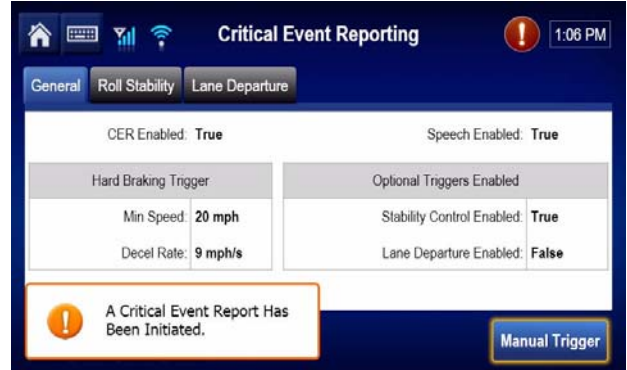 Critical Event Reporting
1:06 PM
General Roll Stability Lane Departure
CER Enabled: True Speech Enabled: True
Hard Braking Trigger Optional Triggers Enabled
Min Speed: 20 mph Stability Control Enabled: True
Decel Rate: 9 mph/s Lane Departure Enabled: False
A Critical Event Report Has
Been Initiated.
Manual Trigger